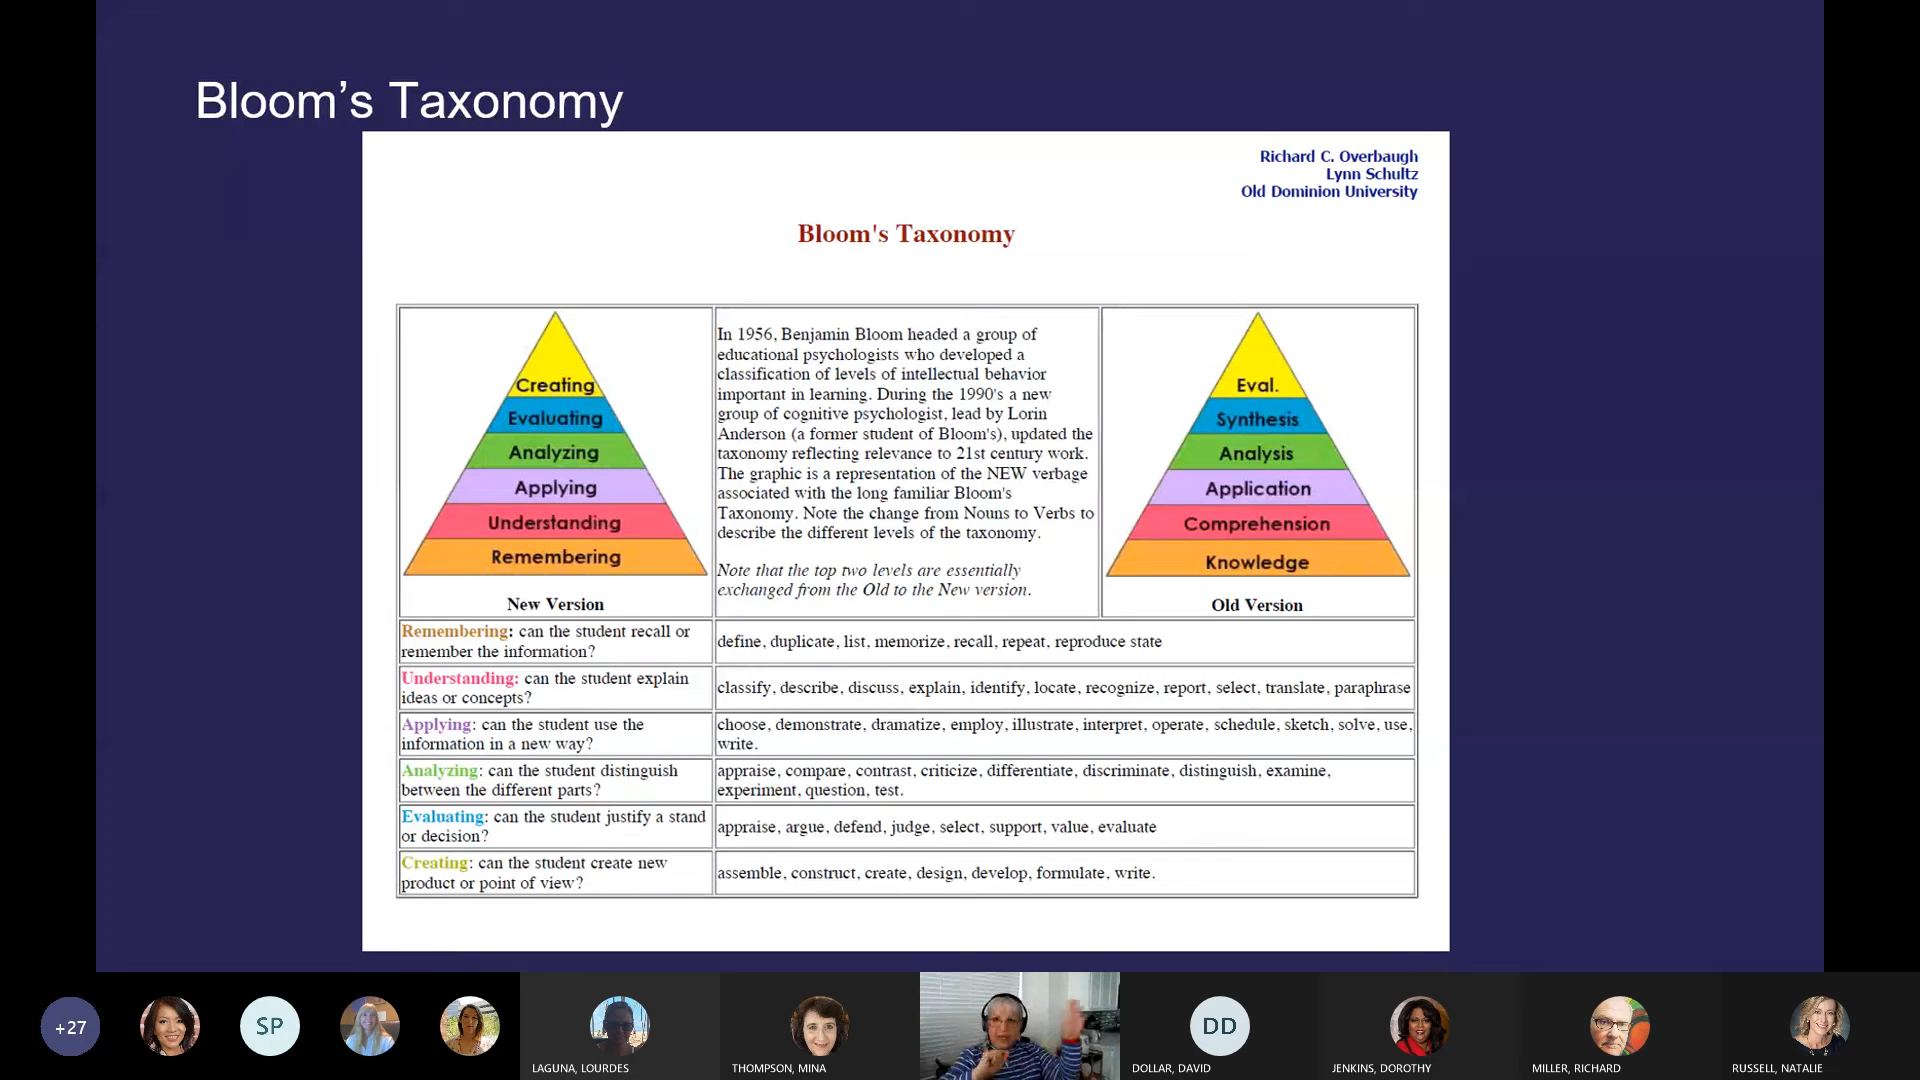 Bloom’s Taxonomy
Richard C. Overbaugh
Lynn Schultz
Old Dominion University
Bloom's Taxonomy
Creating
Evaluating
Analyzing
Applying
Understanding
Remembering
New Version
In 1956, Benjamin Bloom headed a group of
educational psychologists who developed a
classification of levels of intellectual behavior
important in learning. During the 1990's a new
group of cognitive psychologist, lead by Lorin
Anderson (a former student of Bloom's), updated the
taxonomy reflecting relevance to 21st century work.
The graphic is a representation of the NEW verbage
associated with the long familiar Bloom's
Taxonomy. Note the change from Nouns to Verbs to
describe the different levels of the taxonomy.
Note that the top two levels are essentially
exchanged from the Old to the New version.
Eval.
Synthesis
Analysis
Application
Comprehension
Knowledge
Old Version
Remembering: can the student recall or
remember the information?
define, duplicate, list, memorize, recall, repeat, reproduce state
Understanding: can the student explain
ideas or concepts?
classify, describe, discuss, explain, identify, locate, recognize, report, select, translate, paraphrase
Applying: can the student use the
information in a new way?
choose, demonstrate, dramatize, employ, illustrate, interpret, operate, schedule, sketch, solve, use,
write.
Analyzing: can the student distinguish
between the different parts?
appraise, compare, contrast, criticize, differentiate, discriminate, distinguish, examine,
experiment, question, test.
Evaluating: can the student justify a stand
or decision?
appraise, argue, defend, judge, select, support, value, evaluate
Creating: can the student create new
product or point of view?
assemble, construct, create, design, develop, formulate, write.
+27
SP
DD
LAGUNA, LOURDES
THOMPSON, MINA
DOLLAR, DAVID
JENKINS, DOROTHY
MILLER, RICHARD
RUSSELL, NATALIE